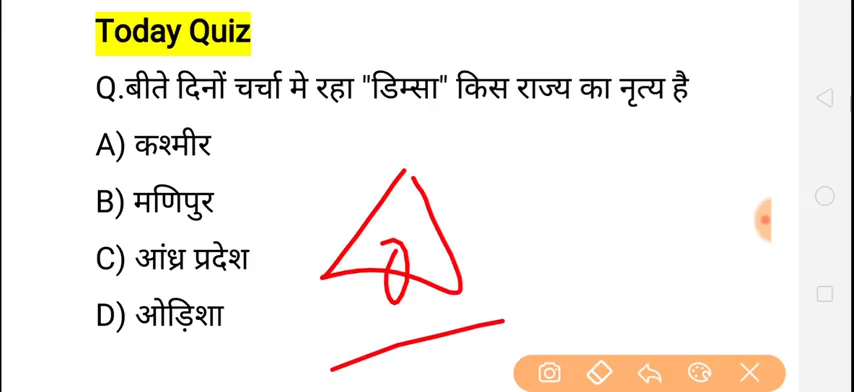 Today Quiz
Q.बीते दिनों चर्चा मे रहा "डिम्सा" किस राज्य का नृत्य है
A) कश्मीर
B) मणिपुर
C) आंध्र प्रदेश
D) ओड़िशा